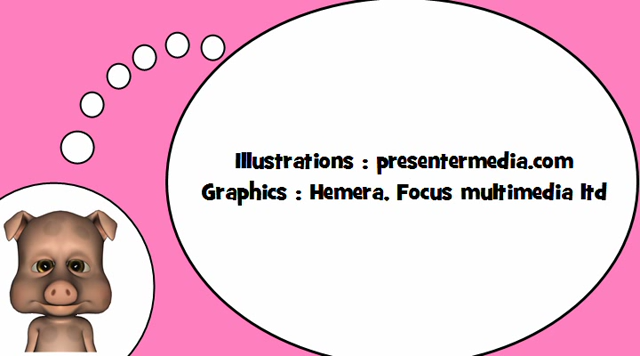 Illustrations : presentermedia.com
Graphics : Hemera. Focus multimedia ltd